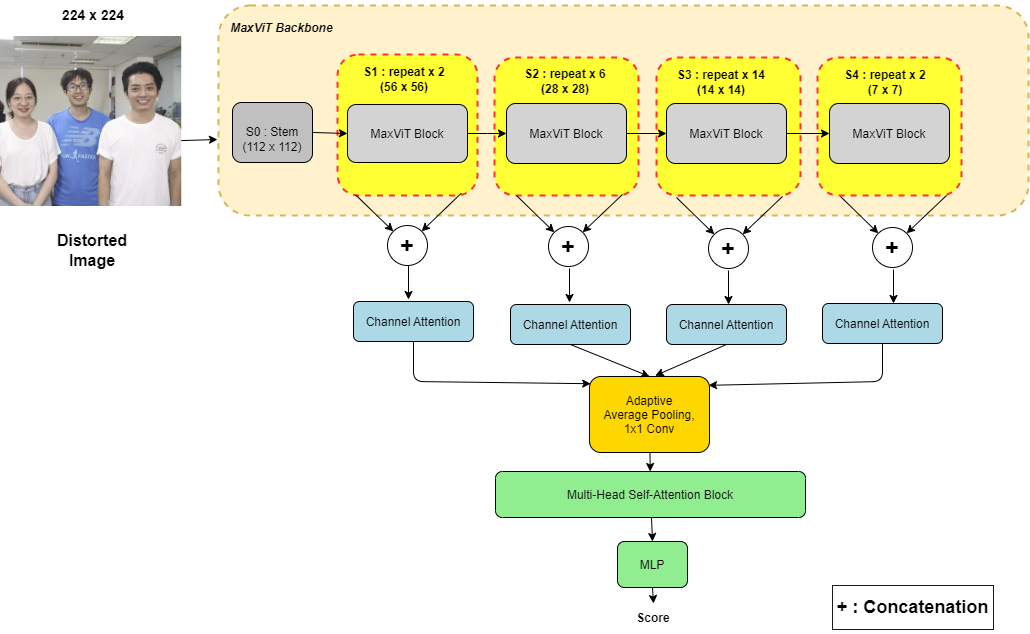 224 x 224
MaxViT Backbone
S1 : repeat x 2
(56 x 56)
S2 : repeat x 6
(28 x 28)
S3 : repeat x 14
(14 x 14)
S4 : repeat x 2
(7 x 7)
S0 : Stem
(112 x 112)
MaxViT Block
MaxViT Block
MaxViT Block
MaxViT Block
Distorted
Image
+
+
+
+
Channel Attention
Channel Attention
Channel Attention
Channel Attention
Adaptive
Average Pooling,
1x1 Conv
Multi-Head Self-Attention Block
MLP
Score
+ : Concatenation